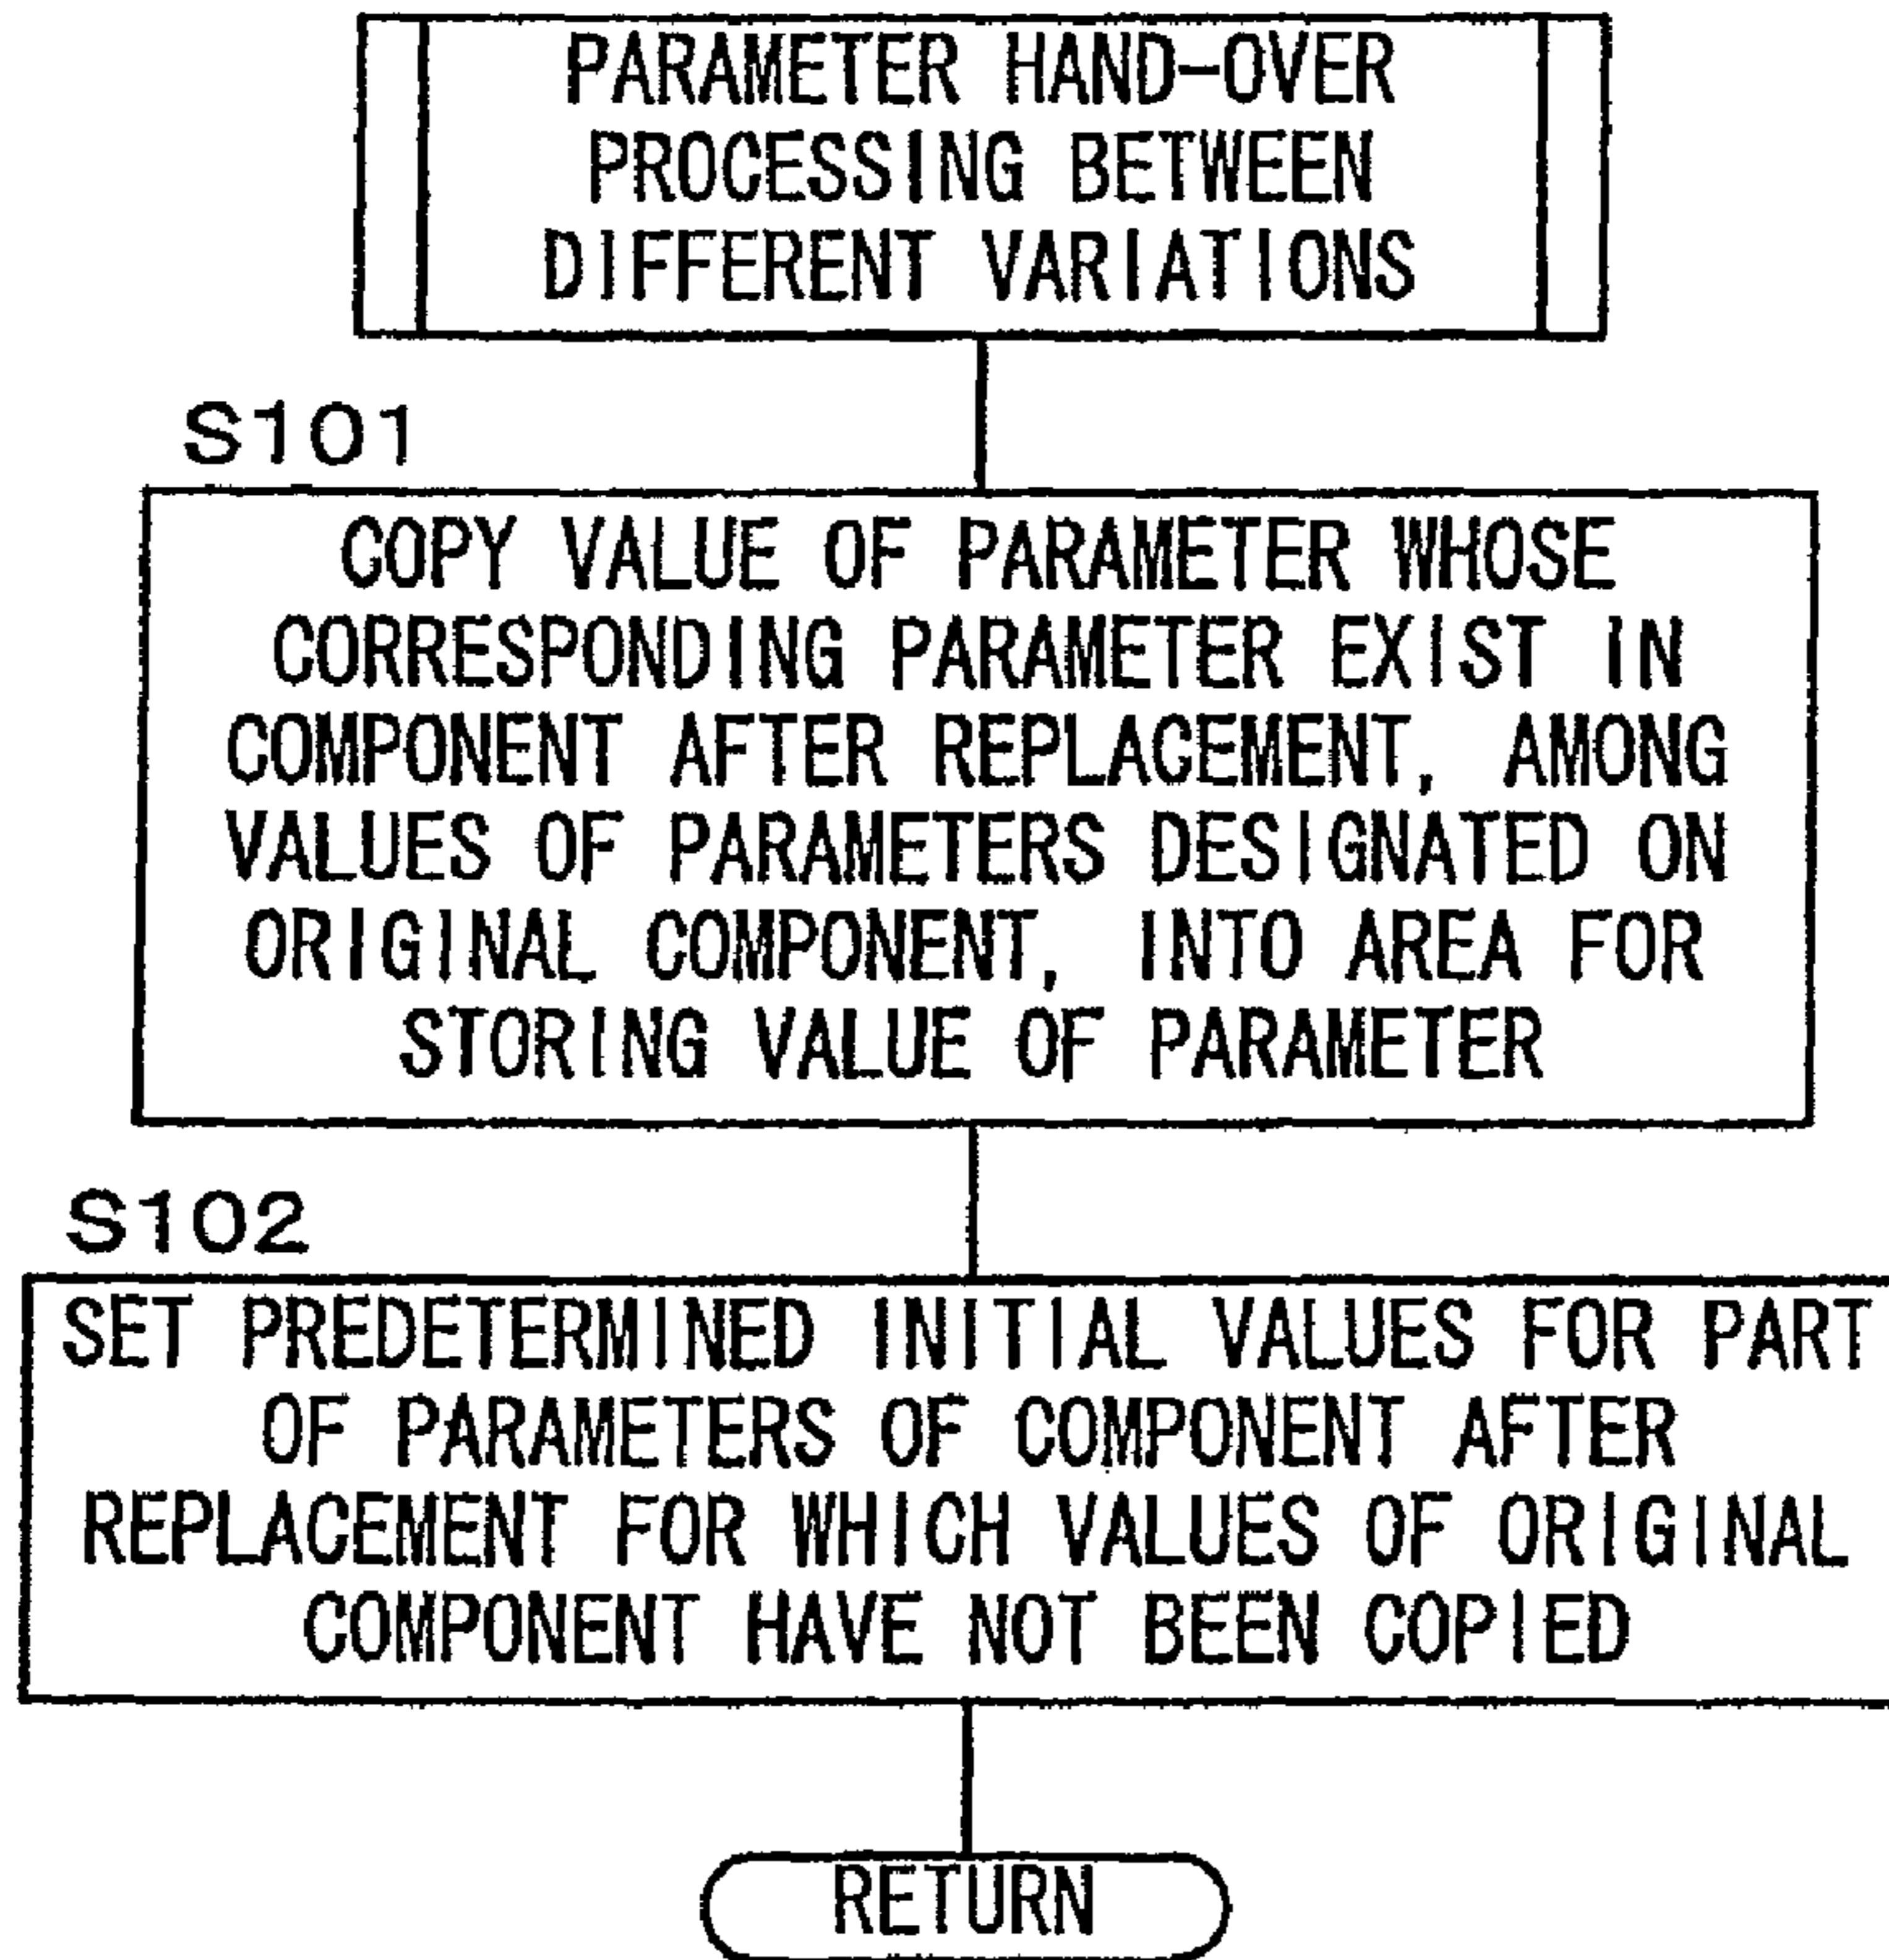 PARAMETER HAND-OVER
PROCESSING BETWEEN
DIFFERENT VARIATIONS
S101
COPY VALUE OF PARAMETER WHOSE
CORRESPONDING PARAMETER EXIST IN
COMPONENT AFTER REPLACEMENT, AMONG
VALUES OF PARAMETERS DESIGNATED ON
ORIGINAL COMPONENT, INTO AREA FOR
STORING VALUE OF PARAMETER
S102
SET PREDETERMINED INITIAL VALUES FOR PART
OF PARAMETERS OF COMPONENT AFTER
REPLACEMENT FOR WHICH VALUES OF ORIGINAL
COMPONENT HAVE NOT BEEN COPIED
RETURN